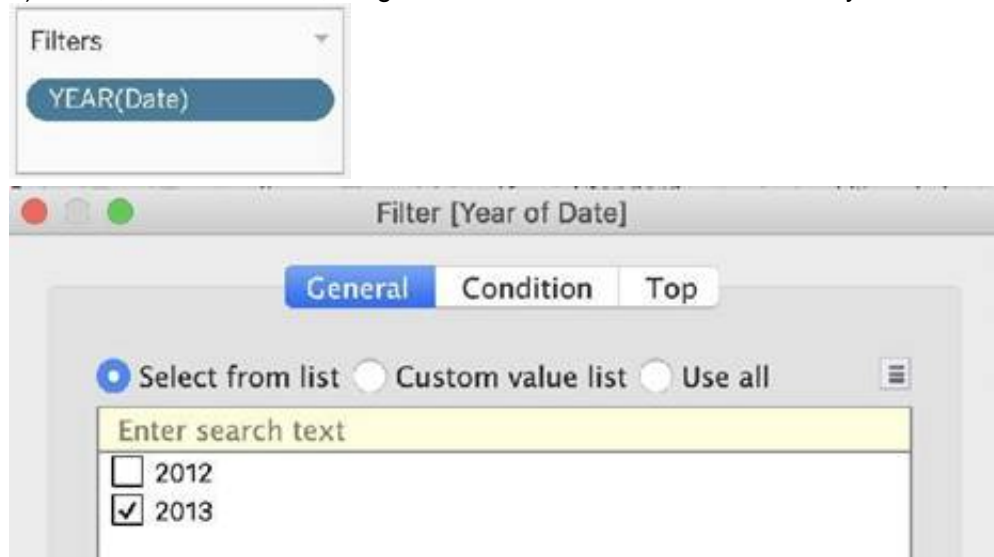 Filters
YEAR(Date)
Filter [Year of Date]
General Condition Top
Select from list Custom value list Use all
Enter search text
2012
2013